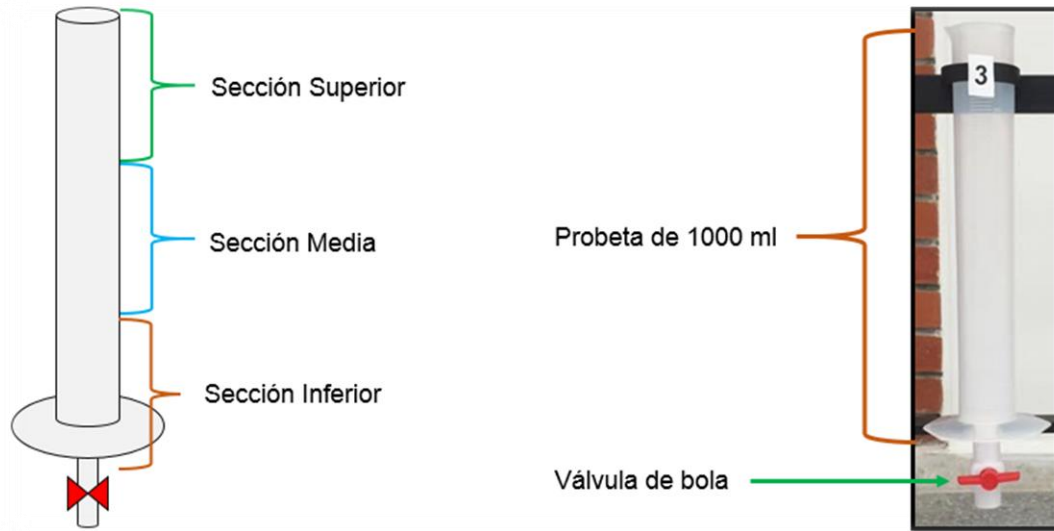 Sección Superior
Sección Media
Sección Inferior
Probeta de 1000 ml
3
Válvula de bola